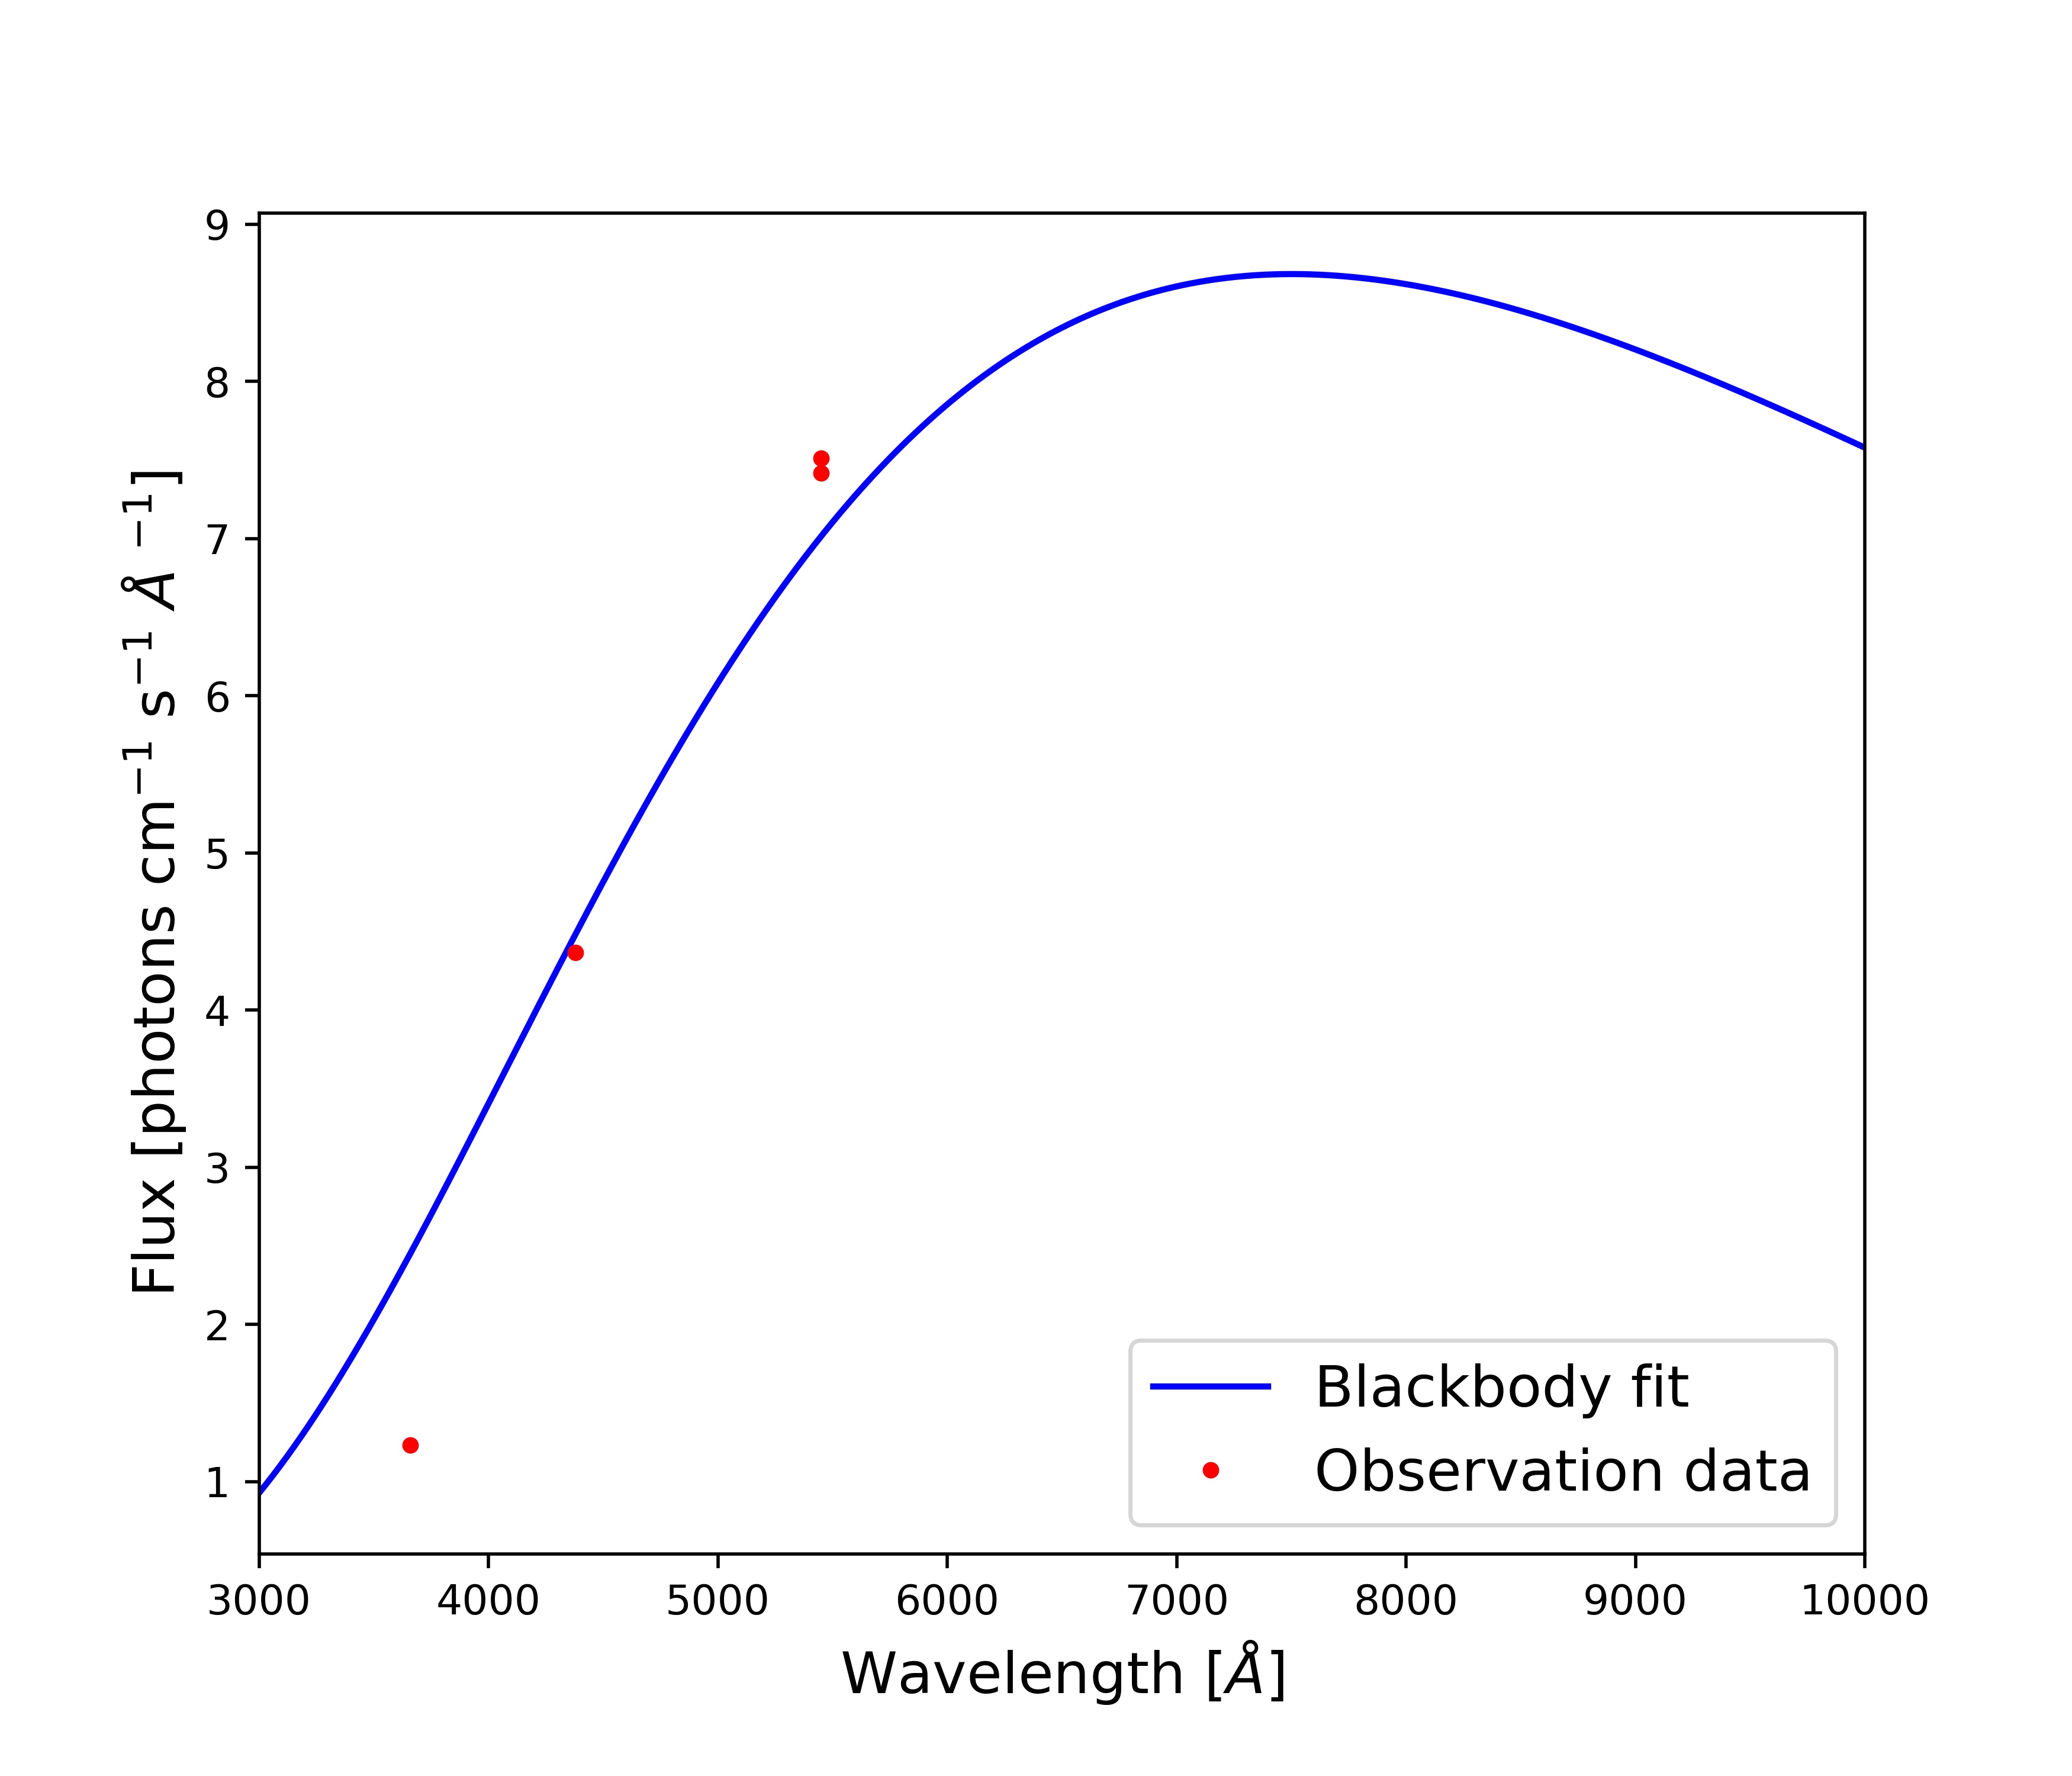 9
8
7
6
5
4
3
2
1
Flux [photons cm⁻¹ s⁻¹ Å ⁻¹]
Blackbody fit
Observation data
3000 4000 5000 6000 7000 8000 9000 10000
Wavelength [Å]